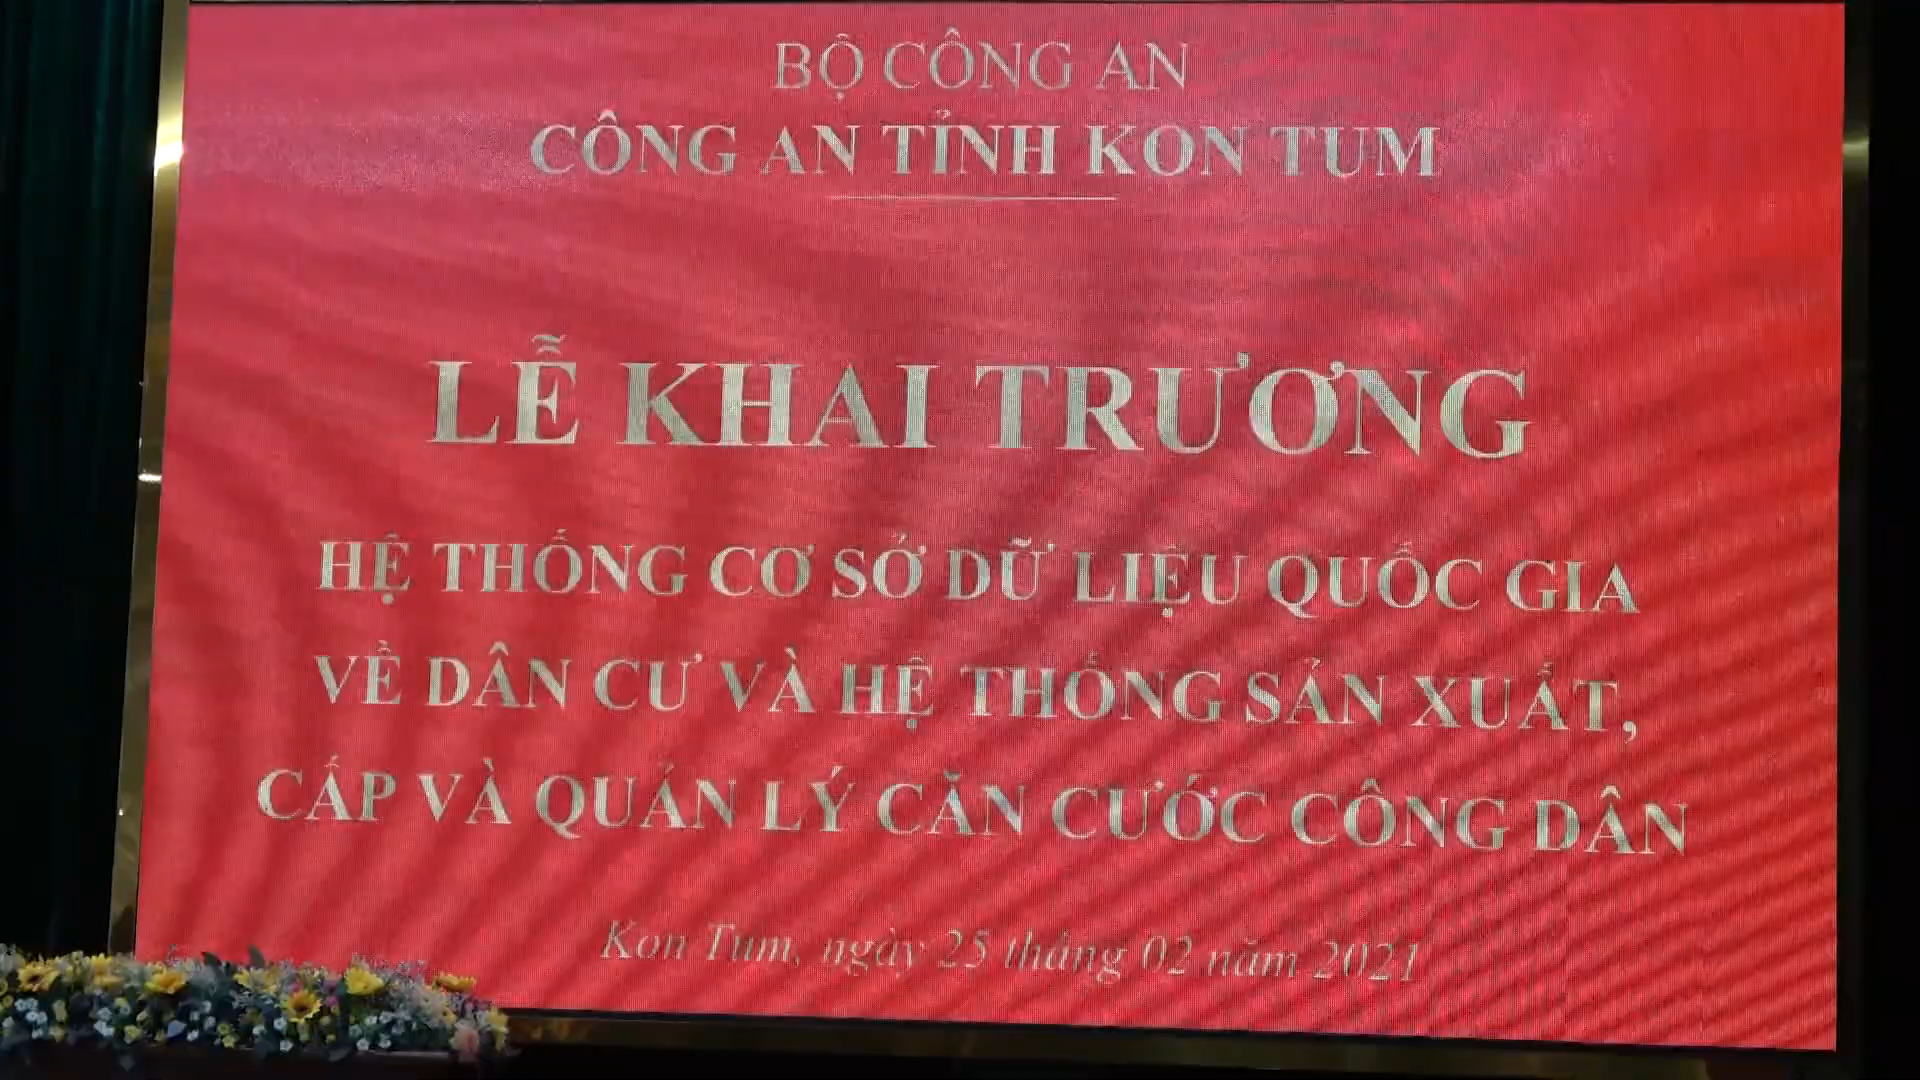 BỘ CÔNG AN
CÔNG AN TỈNH KON TUM
LỄ KHAI TRƯƠNG
HỆ THỐNG CƠ SỞ DỮ LIỆU QUỐC GIA
VỀ DÂN CƯ VÀ HỆ THỐNG SẢN XUẤT,
CẤP VÀ QUẢN LÝ CĂN CƯỚC CÔNG DÂN
Kon Tum, ngày 25 tháng 02 năm 2021